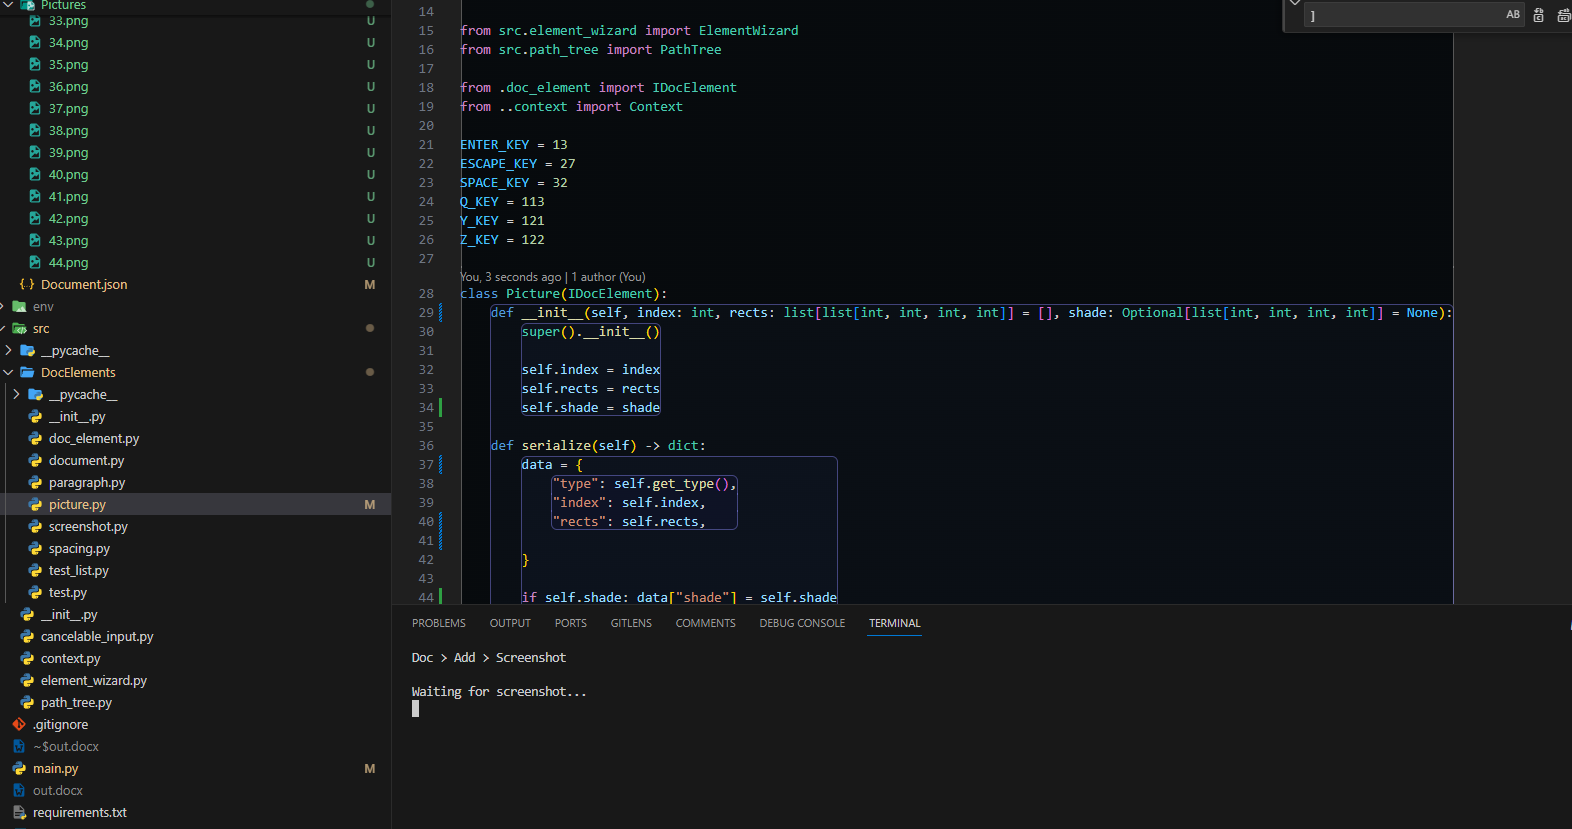 Pictures
33.png U
34.png U
35.png U
36.png U
37.png U
38.png U
39.png U
40.png U
41.png U
42.png U
43.png U
44.png U
Document.json M
env
src
__pycache__
DocElements
__pycache__
__init__.py
doc_element.py
document.py
paragraph.py
picture.py M
screenshot.py
spacing.py
test_list.py
test.py
__init__.py
cancelable_input.py
context.py
element_wizard.py
path_tree.py
.gitignore
~$out.docx
main.py M
out.docx
requirements.txt
] AB
14
15 from src.element_wizard import ElementWizard
16 from src.path_tree import PathTree
17
18 from .doc_element import IDocElement
19 from ..context import Context
20
21 ENTER_KEY = 13
22 ESCAPE_KEY = 27
23 SPACE_KEY = 32
24 Q_KEY = 113
25 Y_KEY = 121
26 Z_KEY = 122
27
You, 3 seconds ago | 1 author (You)
28 class Picture(IDocElement):
29 def __init__(self, index: int, rects: list[list[int, int, int, int]] = [], shade: Optional[list[int, int, int, int]] = None):
30 super().__init__()
31
32 self.index = index
33 self.rects = rects
34 self.shade = shade
35
36 def serialize(self) -> dict:
37 data = {
38 "type": self.get_type(),
39 "index": self.index,
40 "rects": self.rects,
41
42 }
43
44 if self.shade: data["shade"] = self.shade
PROBLEMS OUTPUT PORTS GITLENS COMMENTS DEBUG CONSOLE TERMINAL
Doc > Add > Screenshot
Waiting for screenshot...